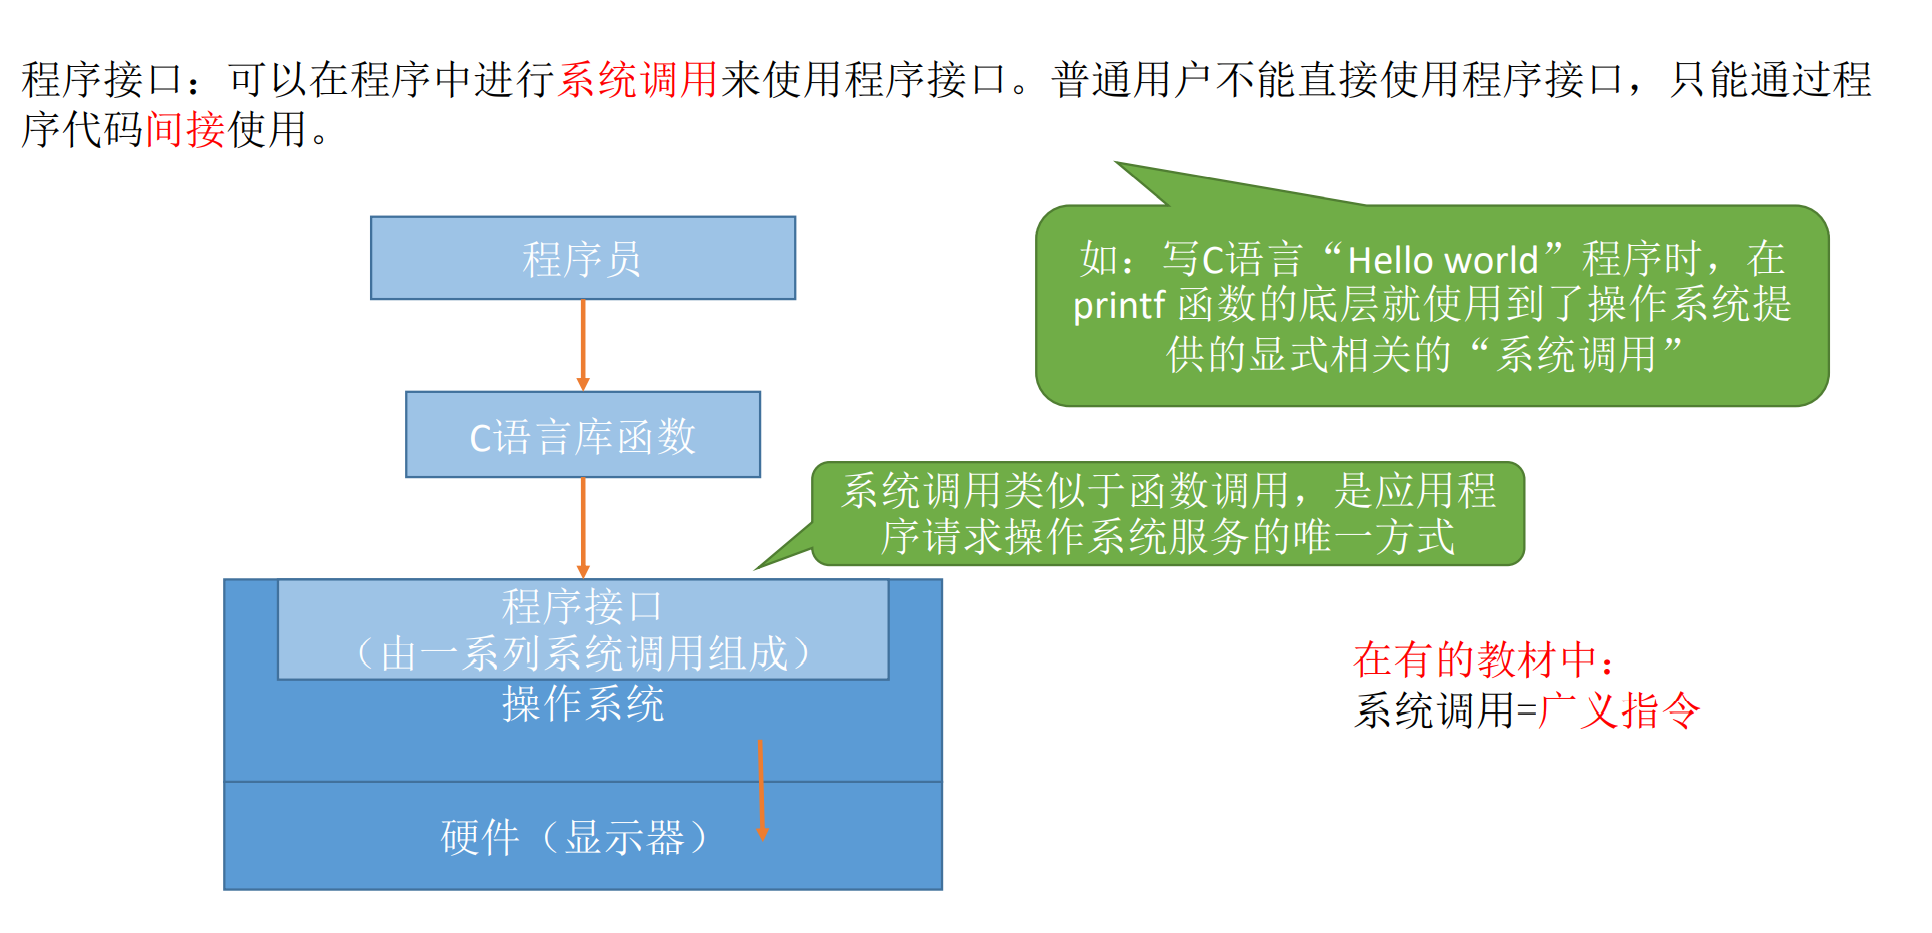 程序接口：可以在程序中进行系统调用来使用程序接口。普通用户不能直接使用程序接口，只能通过程
序代码间接使用。
程序员
如：写C语言“Hello world”程序时，在
printf 函数的底层就使用到了操作系统提
供的显式相关的“系统调用”
C语言库函数
系统调用类似于函数调用，是应用程
序请求操作系统服务的唯一方式
程序接口
（由一系列系统调用组成）
操作系统
在有的教材中：
系统调用=广义指令
硬件（显示器）